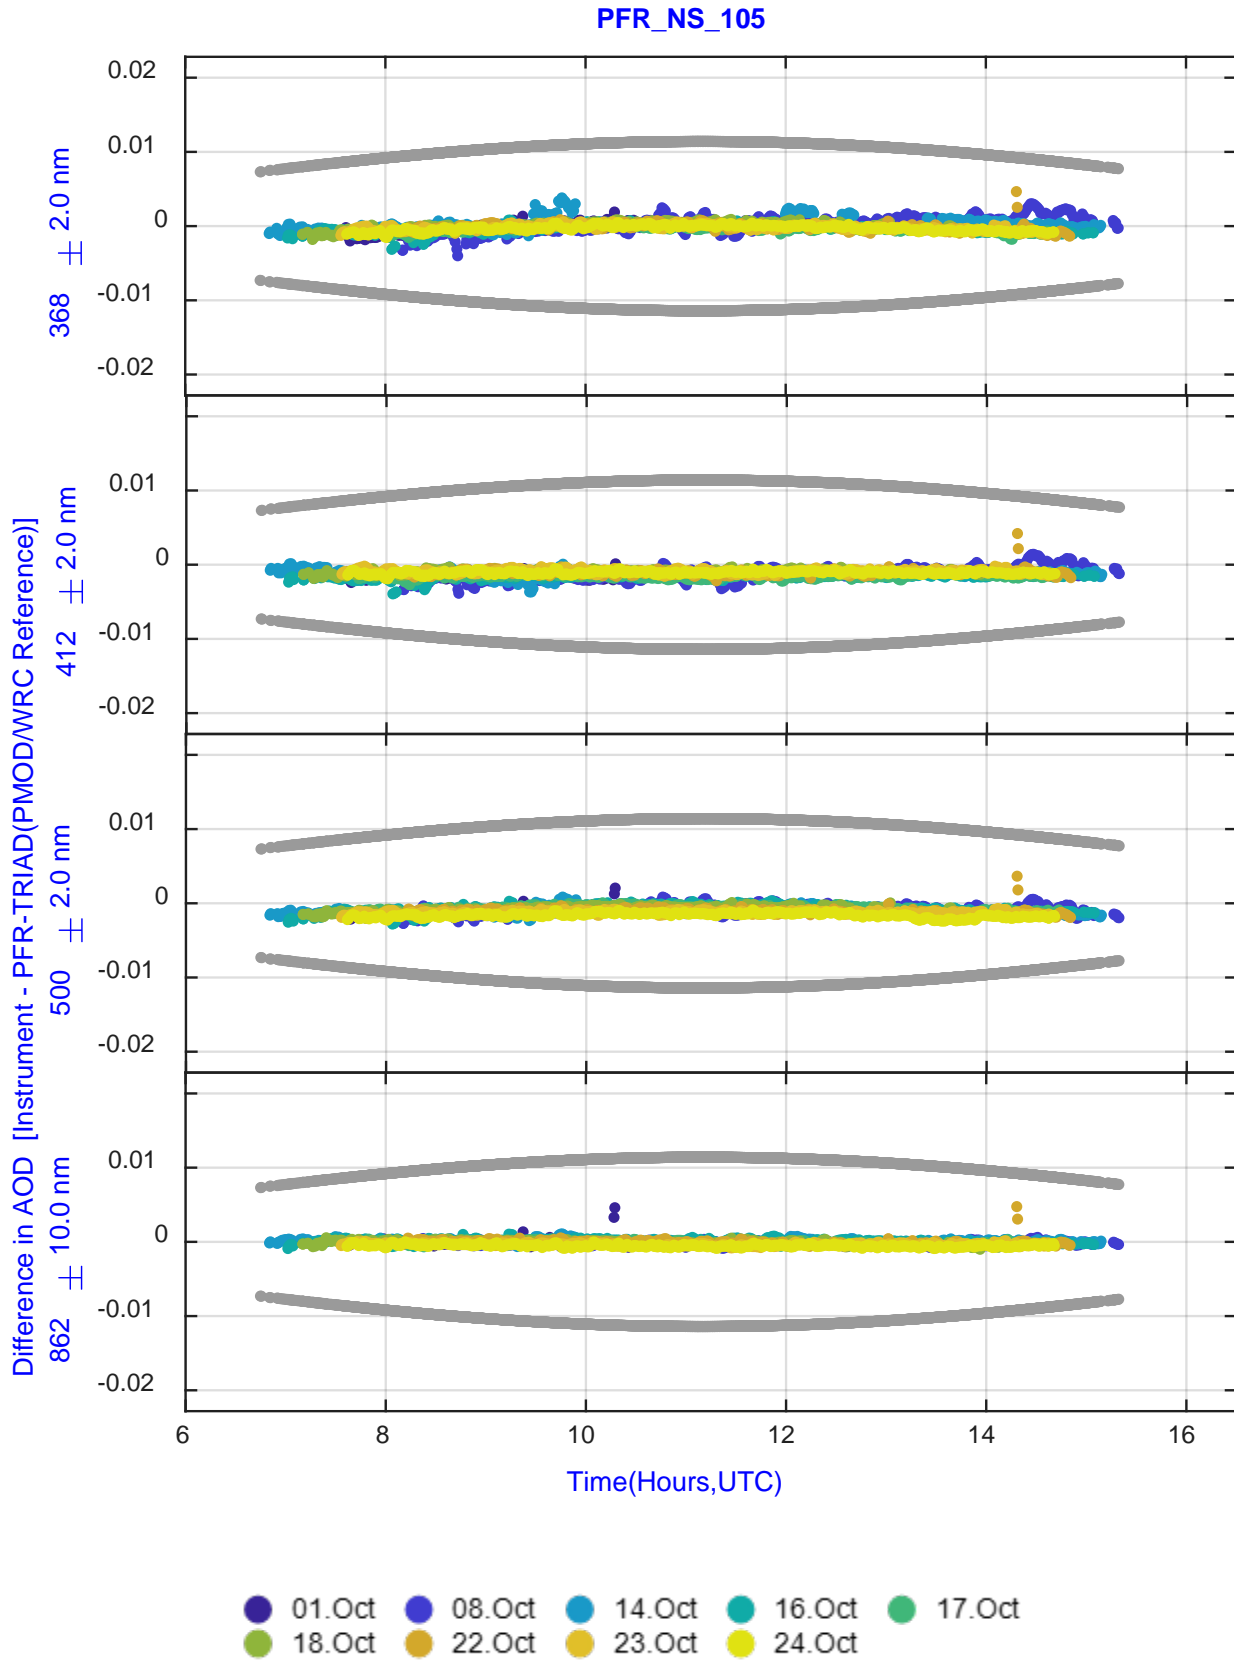 PFR_NS_105
Difference in AOD [Instrument - PFR-TRIAD(PMOD/WRC Reference)]
368 ± 2.0 nm
0.02
0.01
0
-0.01
-0.02
412 ± 2.0 nm
0.01
0
-0.01
-0.02
500 ± 2.0 nm
0.01
0
-0.01
-0.02
862 ± 10.0 nm
0.01
0
-0.01
-0.02
6 8 10 12 14 16
Time(Hours,UTC)
01.Oct 08.Oct 14.Oct 16.Oct 17.Oct
18.Oct 22.Oct 23.Oct 24.Oct